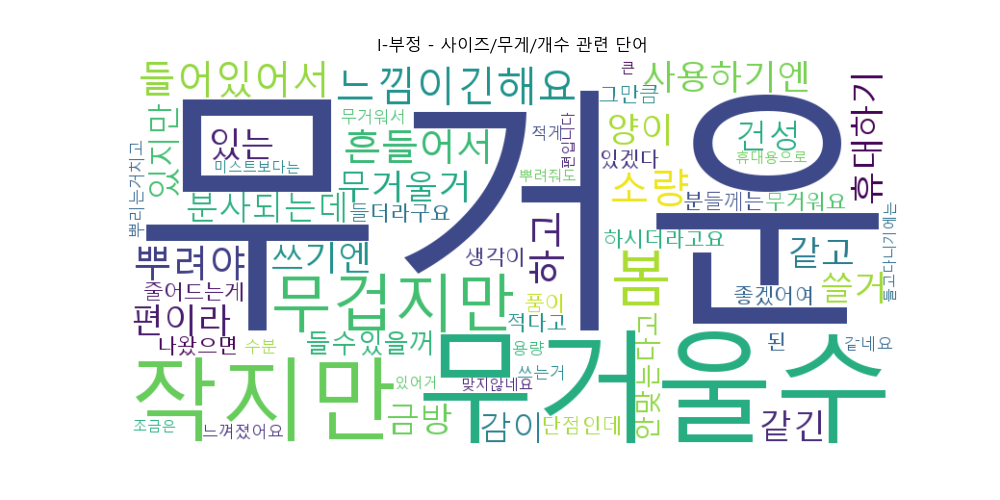 I-부정 - 사이즈/무게/개수 관련 단어
들어있어서
느낌이긴해요
큰
사용하기엔
그만큼
무거운
있지만
있는
무거워서
흔들어서
적게
편입니다
양이
건성
휴대하기
미스트보다는
있겠다
휴대용으로
뿌리는거치고
무거울거
뿌려줘도
소량
분사되는데
들더라구요
분들께는
무거워요
뿌려야
쓰기엔
생각이
하고
하시더라고요
같고
들고다니기에는
줄어드는게
무겁지만
품이
봄
좋겠어여
쓸거
편이라
들수있을꺼
적다고
안맞는다고
나왔으면
수분
용량
된
같네요
작지만
무거울수
있어거
쓰는거
맞지않네요
조금은
느껴졌어요
금방
감이
단점인데
같긴